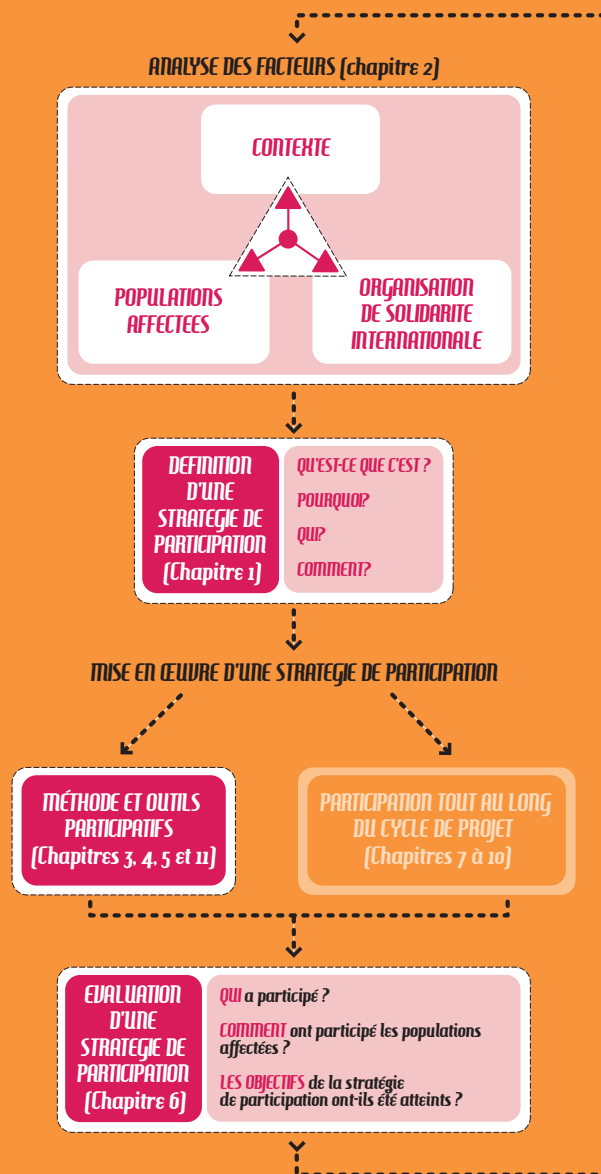 ANALYSE DES FACTEURS (chapitre 2)
CONTEXTE
POPULATIONS
AFFECTEES
ORGANISATION
DE SOLIDARITE
INTERNATIONALE
DEFINITION
D'UNE
STRATEGIE DE
PARTICIPATION
(Chapitre 1)
QU'EST-CE QUE C'EST ?
POURQUOI?
QUI?
COMMENT?
MISE EN ŒUVRE D'UNE STRATEGIE DE PARTICIPATION
MÉTHODE ET OUTILS
PARTICIPATIFS
(Chapitres 3, 4, 5 et 11)
PARTICIPATION TOUT AU LONG
DU CYCLE DE PROJET
(Chapitres 7 à 10)
EVALUATION
D'UNE
STRATEGIE DE
PARTICIPATION
(Chapitre 6)
QUI a participé ?
COMMENT ont participé les populations
affectées ?
LES OBJECTIFS de la stratégie
de participation ont-ils été atteints ?